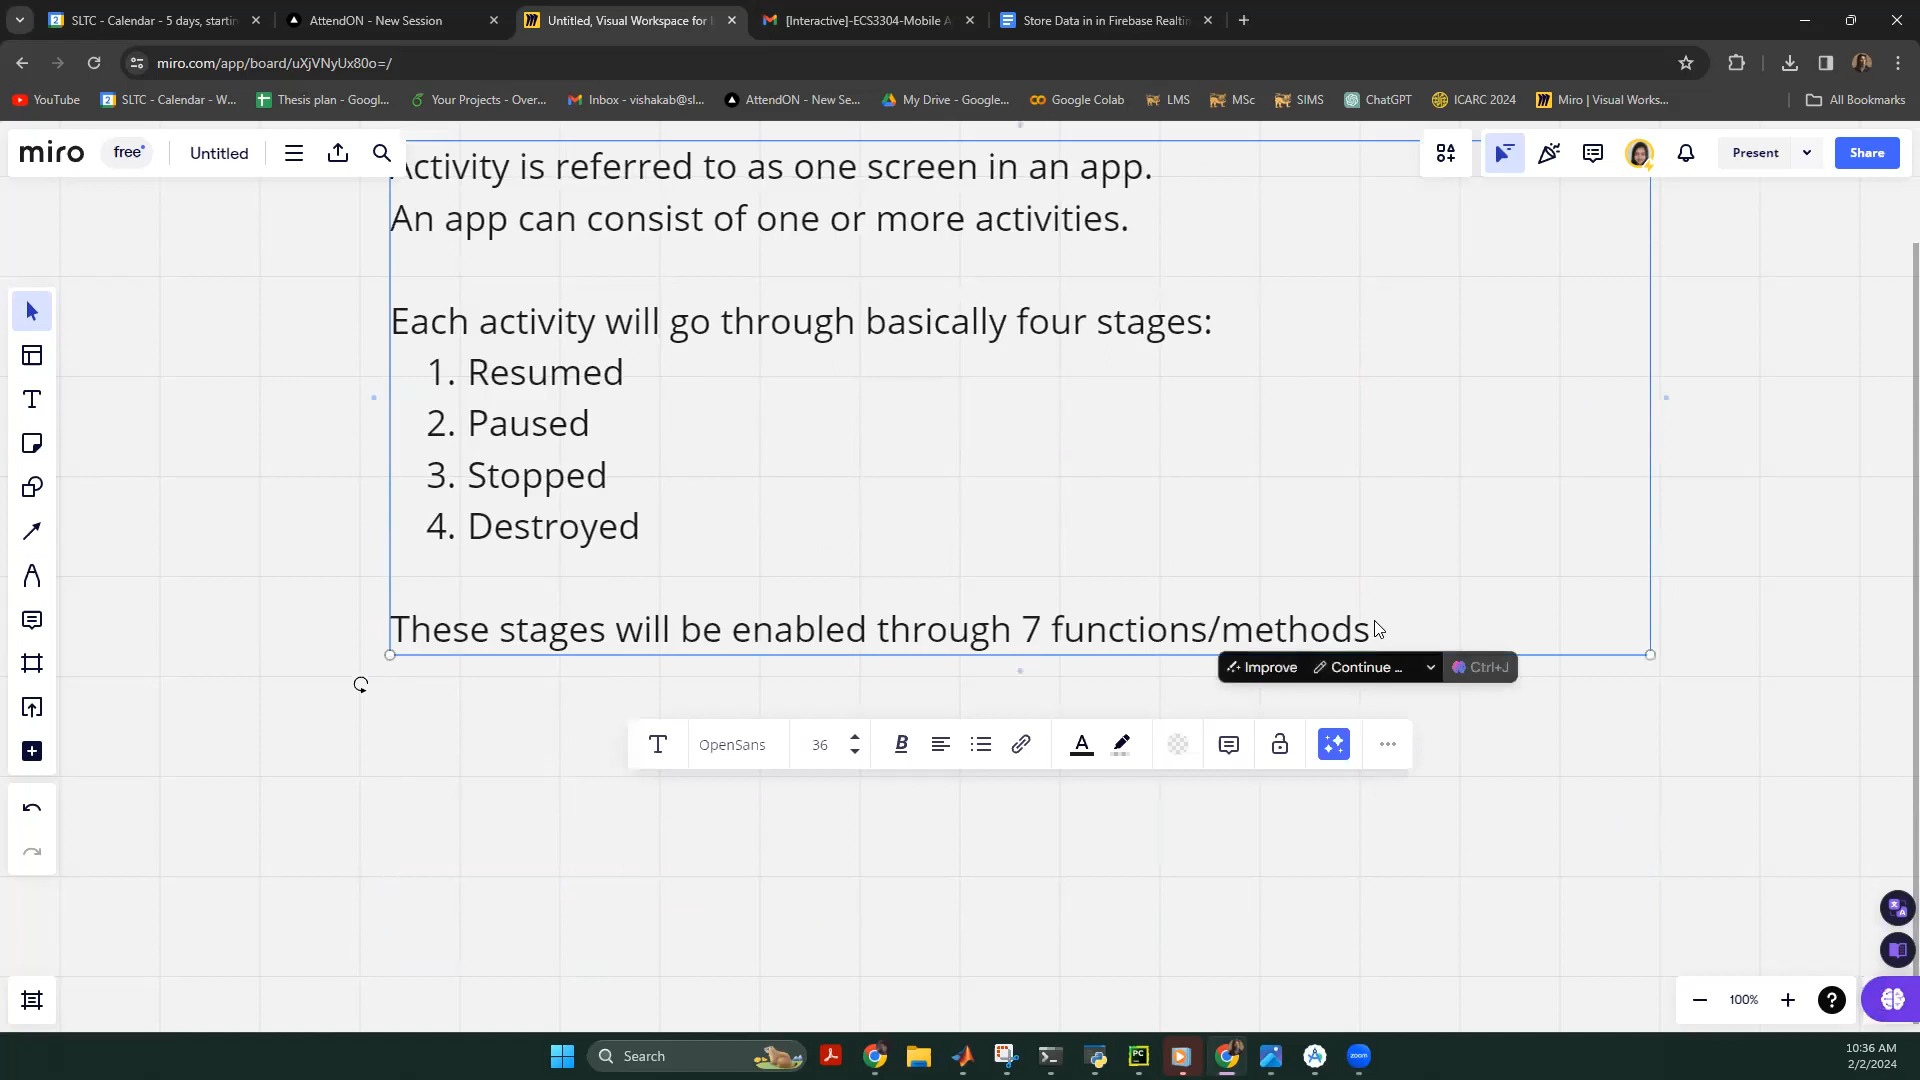 SLTC - Calendar - 5 days, startin
AttendON - New Session
Untitled, Visual Workspace for I
[Interactive]-ECS3304-Mobile A
Store Data in in Firebase Realti
miro.com/app/board/uXjVNyUx80o=/
YouTube
SLTC - Calendar - W...
Thesis plan - Googl...
Your Projects - Over...
Inbox - vishakab@sl...
AttendON - New Se...
My Drive - Google...
Google Colab
LMS
MSc
SIMS
ChatGPT
ICARC 2024
Miro | Visual Works...
All Bookmarks
miro
free
Untitled
Present
Share
Activity is referred to as one screen in an app.
An app can consist of one or more activities.
Each activity will go through basically four stages:
1. Resumed
2. Paused
3. Stopped
4. Destroyed
These stages will be enabled through 7 functions/methods
Improve
Continue ...
Ctrl+J
OpenSans
36
100%
Search
zoom
10:36 AM
2/2/2024